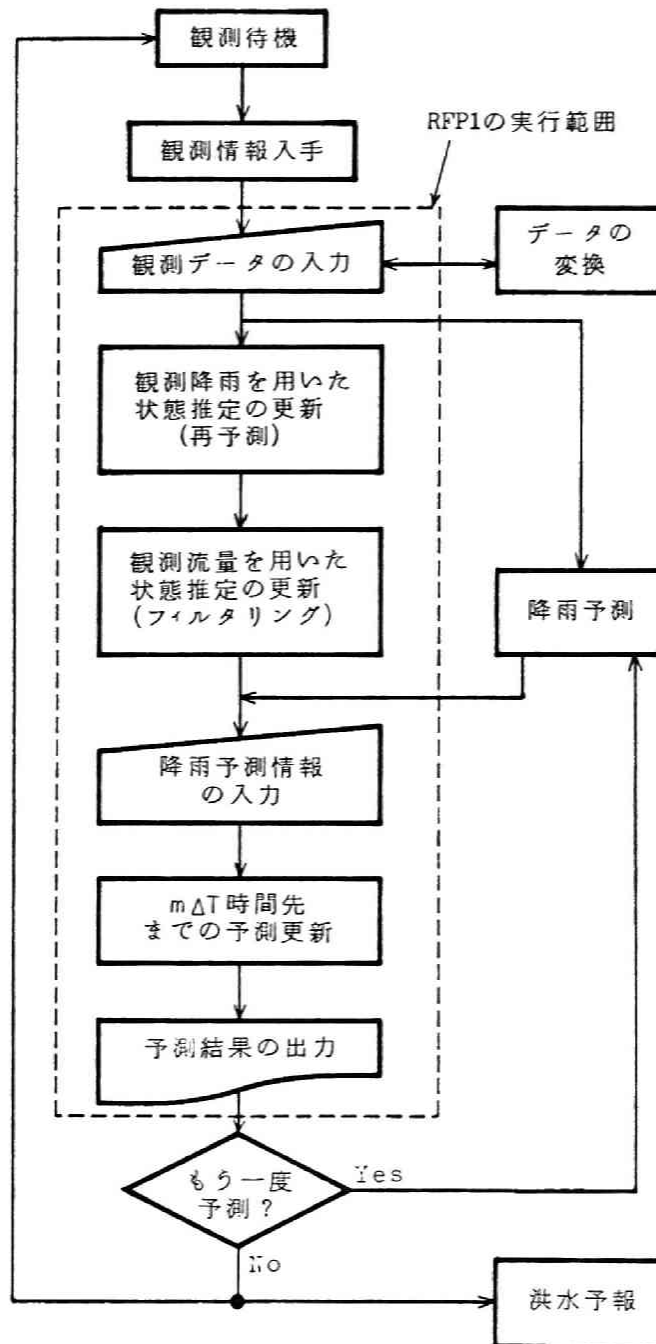 観測待機
観測情報入手
RFP1の実行範囲
観測データの入力
データの
変換
観測降雨を用いた
状態推定の更新
(再予測)
観測流量を用いた
状態推定の更新
(フィルタリング)
降雨予測
降雨予測情報
の入力
mΔT時間先
までの予測更新
予測結果の出力
もう一度
予測?
Yes
No
洪水予報